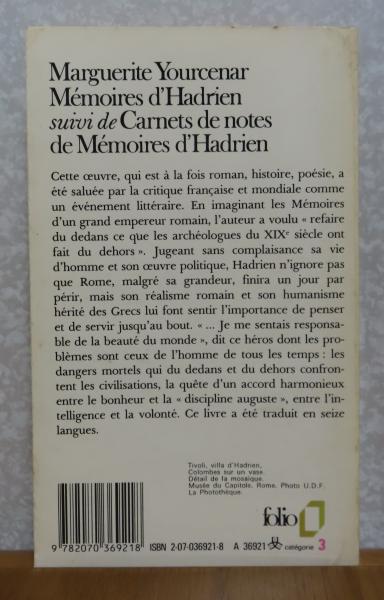 Marguerite Yourcenar
Mémoires d'Hadrien
suivi de Carnets de notes
de Mémoires d'Hadrien
Cette œuvre, qui est à la fois roman, histoire, poésie, a
été saluée par la critique française et mondiale comme
un événement littéraire. En imaginant les Mémoires
d'un grand empereur romain, l'auteur a voulu « refaire
du dedans ce que les archéologues du XIXe siècle ont
fait du dehors ». Jugeant sans complaisance sa vie
d'homme et son œuvre politique, Hadrien n'ignore pas
que Rome, malgré sa grandeur, finira un jour par
périr, mais son réalisme romain et son humanisme
hérité des Grecs lui font sentir l'importance de penser
et de servir jusqu'au bout. « ... Je me sentais responsa-
ble de la beauté du monde », dit ce héros dont les pro-
blèmes sont ceux de l'homme de tous les temps : les
dangers mortels qui du dedans et du dehors confron-
tent les civilisations, la quête d'un accord harmonieux
entre le bonheur et la « discipline auguste », entre l'in-
telligence et la volonté. Ce livre a été traduit en seize
langues.
Tivoli, villa d'Hadrien,
Colombes sur un vase.
Détail de la mosaïque.
Musée du Capitole, Rome. Photo U.D.F.
La Photothèque.
folio
9 782070 369218 ISBN 2-07-036921-8 A 36921 catégorie 3